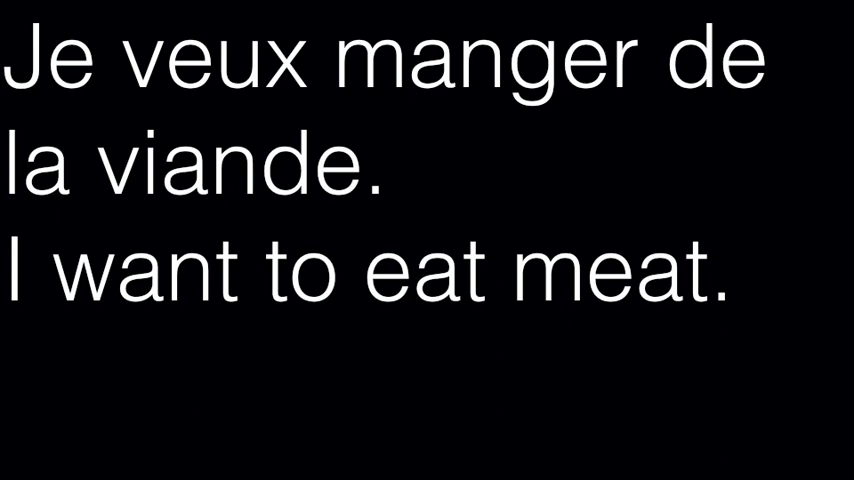 Je veux manger de
la viande.
I want to eat meat.